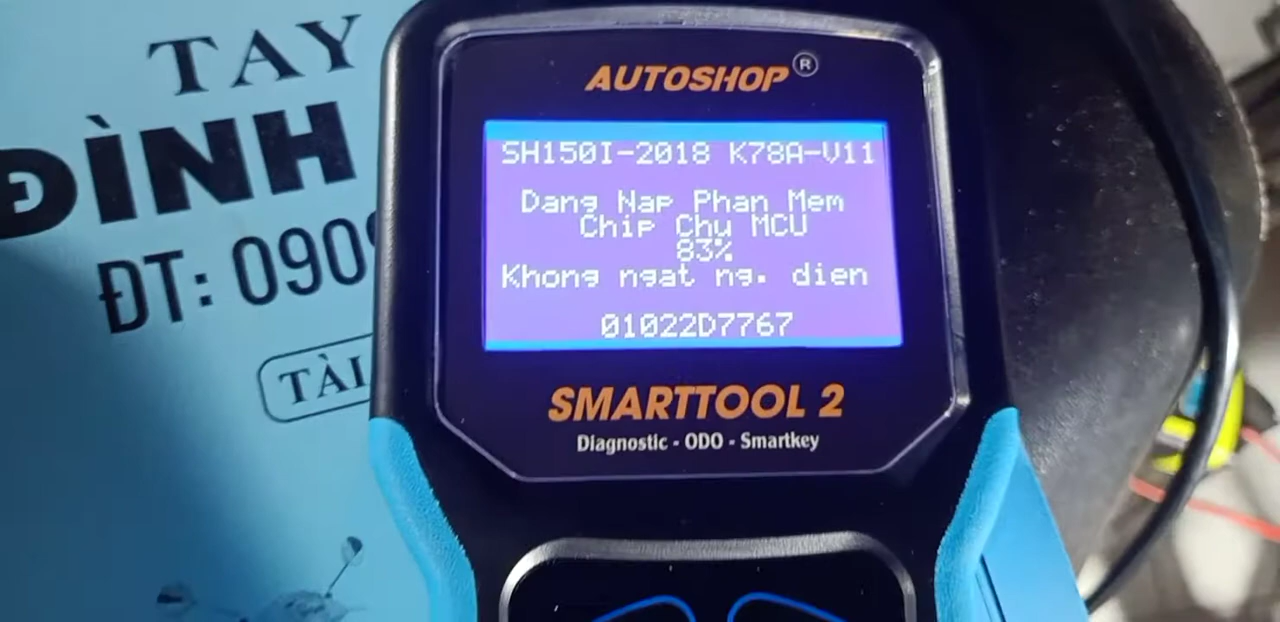 TAY
ĐÌNH
ĐT: 090
TÀI
AUTOSHOP®
SH150I-2018 K78A-V11
Dang Nap Phan Mem
Chip Chu MCU
83%
Khong ngat ng. dien
01022D7767
SMARTTOOL 2
Diagnostic - ODO - Smartkey